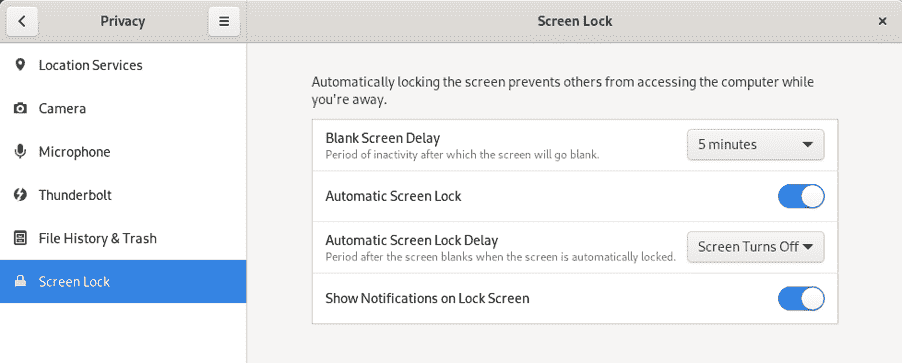 Privacy
Screen Lock
Location Services
Camera
Microphone
Thunderbolt
File History & Trash
Screen Lock
Automatically locking the screen prevents others from accessing the computer while
you're away.
Blank Screen Delay
Period of inactivity after which the screen will go blank.
5 minutes
Automatic Screen Lock
Automatic Screen Lock Delay
Period after the screen blanks when the screen is automatically locked.
Screen Turns Off
Show Notifications on Lock Screen